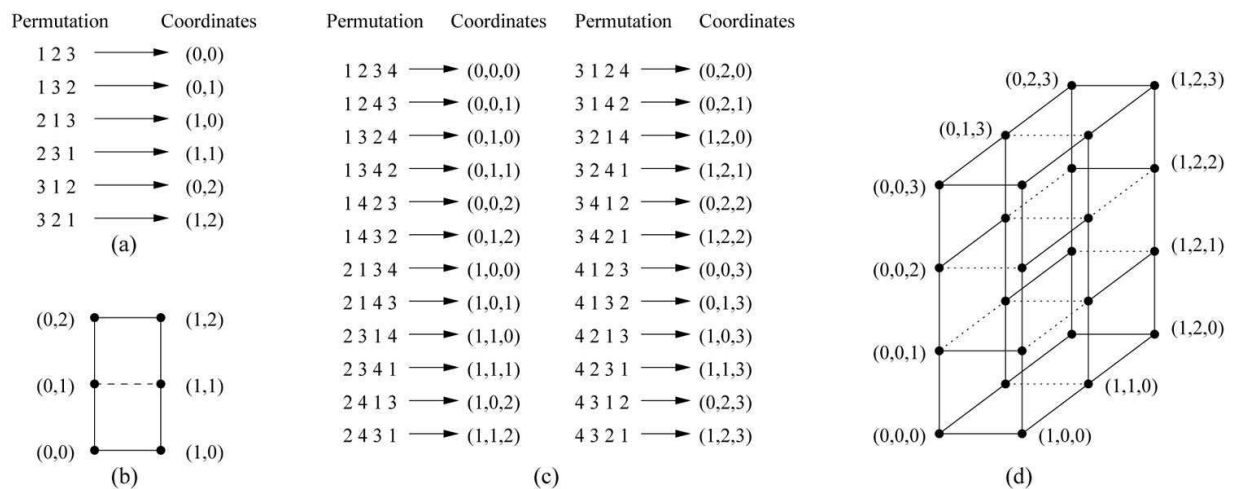 Permutation Coordinates
1 2 3 (0,0)
1 3 2 (0,1)
2 1 3 (1,0)
2 3 1 (1,1)
3 1 2 (0,2)
3 2 1 (1,2)
(a)
(0,2) (1,2)
(0,1) (1,1)
(0,0) (1,0)
(b)
Permutation Coordinates Permutation Coordinates
1 2 3 4 (0,0,0) 3 1 2 4 (0,2,0)
1 2 4 3 (0,0,1) 3 1 4 2 (0,2,1)
1 3 2 4 (0,1,0) 3 2 1 4 (1,2,0)
1 3 4 2 (0,1,1) 3 2 4 1 (1,2,1)
1 4 2 3 (0,0,2) 3 4 1 2 (0,2,2)
1 4 3 2 (0,1,2) 3 4 2 1 (1,2,2)
2 1 3 4 (1,0,0) 4 1 2 3 (0,0,3)
2 1 4 3 (1,0,1) 4 1 3 2 (0,1,3)
2 3 1 4 (1,1,0) 4 2 1 3 (1,0,3)
2 3 4 1 (1,1,1) 4 2 3 1 (1,1,3)
2 4 1 3 (1,0,2) 4 3 1 2 (0,2,3)
2 4 3 1 (1,1,2) 4 3 2 1 (1,2,3)
(c)
(0,2,3) (1,2,3)
(0,1,3)
(1,2,2)
(0,0,3)
(1,2,1)
(0,0,2)
(1,2,0)
(0,0,1)
(1,1,0)
(0,0,0) (1,0,0)
(d)